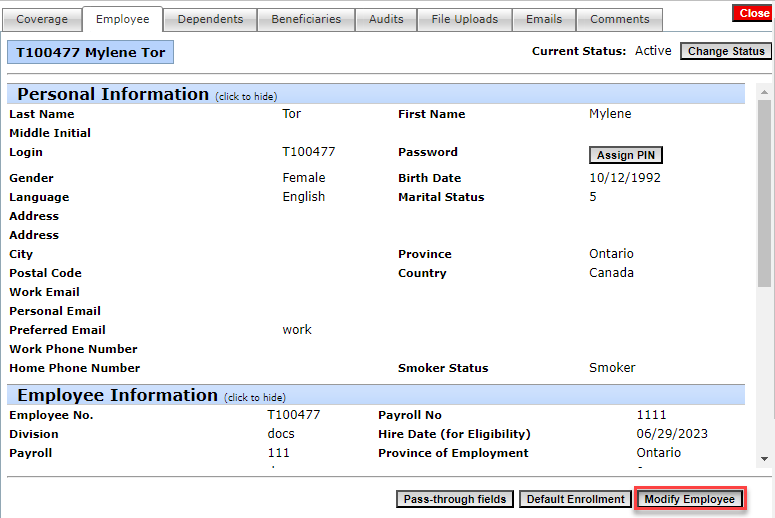 Coverage Employee Dependents Beneficiaries Audits File Uploads Emails Comments Close
T100477 Mylene Tor Current Status: Active Change Status
Personal Information (click to hide)
Last Name Tor First Name Mylene
Middle Initial
Login T100477 Password Assign PIN
Gender Female Birth Date 10/12/1992
Language English Marital Status 5
Address
Address
City Province Ontario
Postal Code Country Canada
Work Email
Personal Email
Preferred Email work
Work Phone Number
Home Phone Number Smoker Status Smoker
Employee Information (click to hide)
Employee No. T100477 Payroll No 1111
Division docs Hire Date (for Eligibility) 06/29/2023
Payroll 111 Province of Employment Ontario
Pass-through fields Default Enrollment Modify Employee